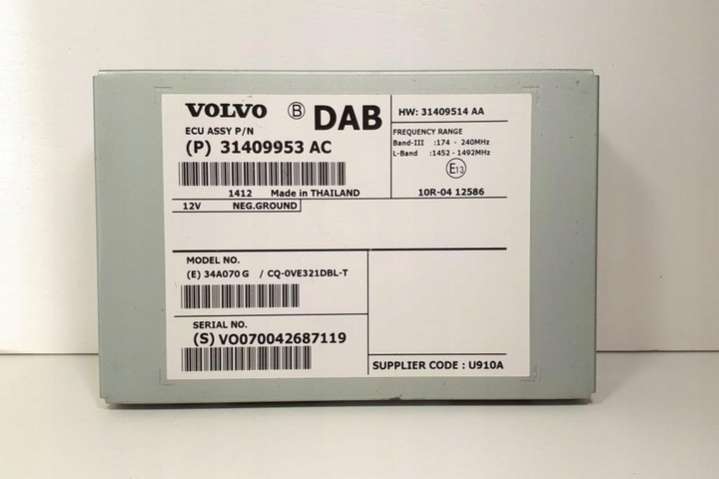 VOLVO Ⓑ DAB
HW: 31409514 AA
ECU ASSY P/N
(P) 31409953 AC
FREQUENCY RANGE
Band-III :174 - 240MHz
L-Band :1452 - 1492MHz
E13
1412 Made in THAILAND
10R-04 12586
12V NEG.GROUND
MODEL NO.
(E) 34A070 G / CQ-0VE321DBL-T
SERIAL NO.
(S) VO070042687119
SUPPLIER CODE : U910A